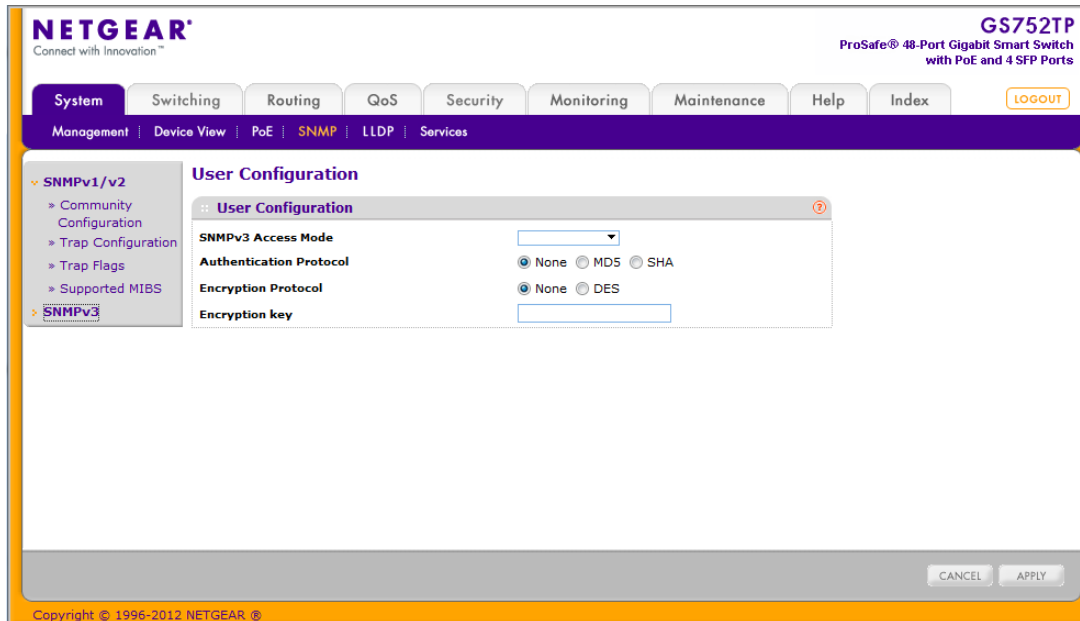 NETGEAR®
Connect with Innovation™
GS752TP
ProSafe® 48-Port Gigabit Smart Switch
with PoE and 4 SFP Ports
System Switching Routing QoS Security Monitoring Maintenance Help Index LOGOUT
Management Device View PoE SNMP LLDP Services
SNMPv1/v2
» Community
Configuration
» Trap Configuration
» Trap Flags
» Supported MIBS
SNMPv3
User Configuration
User Configuration ?
SNMPv3 Access Mode
Authentication Protocol None MD5 SHA
Encryption Protocol None DES
Encryption key
CANCEL APPLY
Copyright © 1996-2012 NETGEAR ®